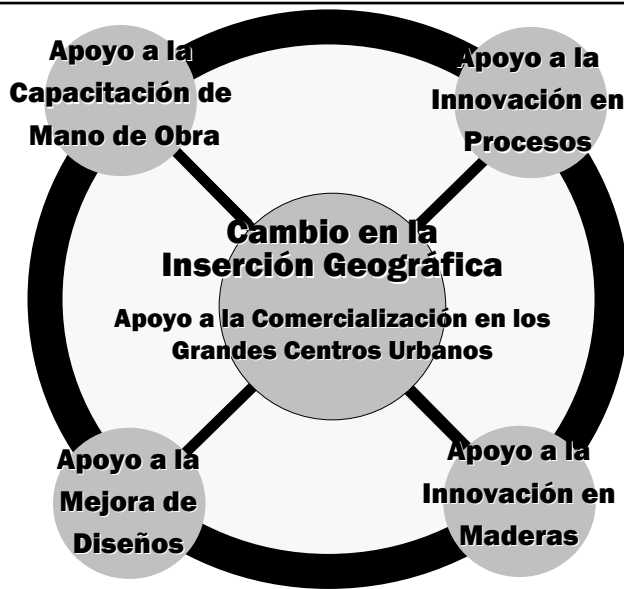 Apoyo a la
Capacitación de
Mano de Obra
Apoyo a la
Innovación en
Procesos
Cambio en la
Inserción Geográfica
Apoyo a la Comercialización en los
Grandes Centros Urbanos
Apoyo a la
Mejora de
Diseños
Apoyo a la
Innovación en
Maderas